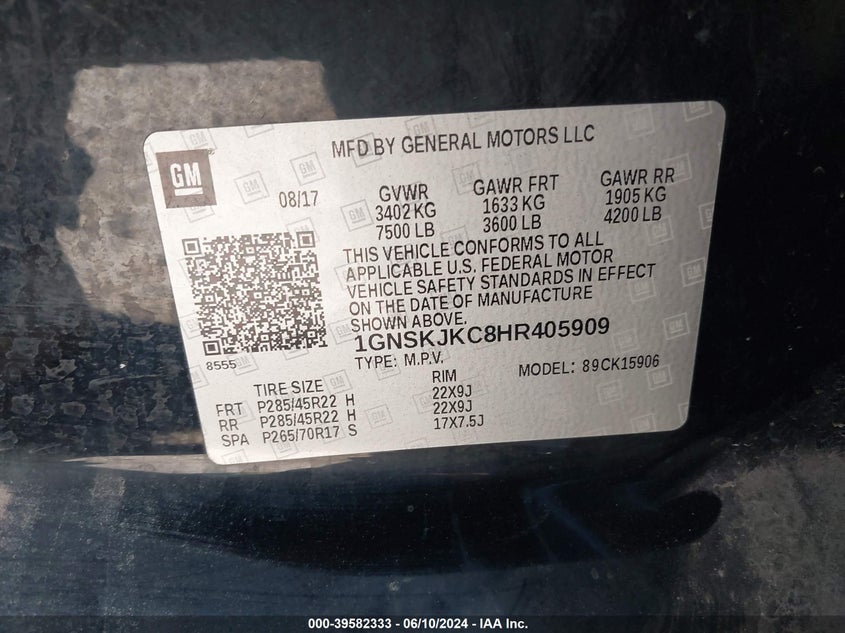 MFD BY GENERAL MOTORS LLC
GM
08/17
GVWR GAWR FRT GAWR RR
3402 KG 1633 KG 1905 KG
7500 LB 3600 LB 4200 LB
THIS VEHICLE CONFORMS TO ALL
APPLICABLE U.S. FEDERAL MOTOR
VEHICLE SAFETY STANDARDS IN EFFECT
ON THE DATE OF MANUFACTURE
SHOWN ABOVE.
1GNSKJKC8HR405909
8555
TYPE: M.P.V. MODEL: 89CK15906
TIRE SIZE RIM
FRT P285/45R22 H 22X9J
RR P285/45R22 H 22X9J
SPA P265/70R17 S 17X7.5J
000-39582333 - 06/10/2024 - IAA Inc.